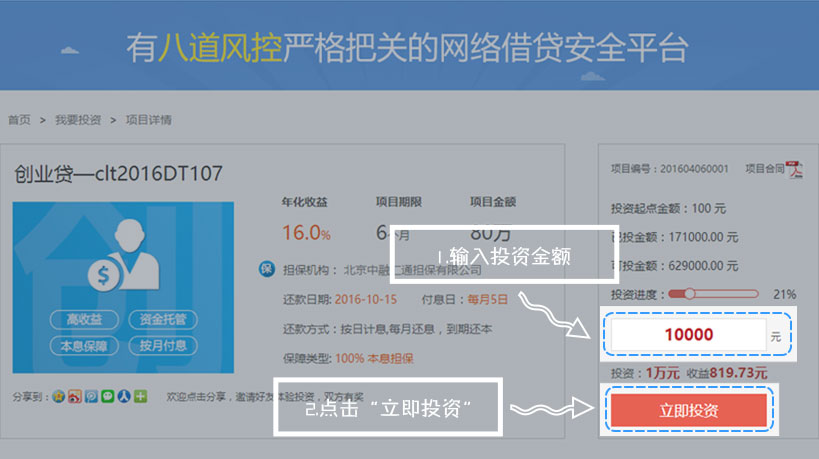 有八道风控严格把关的网络借贷安全平台
首页 > 我要投资 > 项目详情
创业贷—clt2016DT107
创
$
高收益
资金托管
本息保障
按月付息
分享到:
欢迎点击分享,邀请好友体验投资,双方有奖
年化收益
项目期限
项目金额
16.0%
6个月
80万
保 担保机构: 北京中融汇通担保有限公司
还款日期: 2016-10-15 付息日: 每月5日
还款方式:按日计息,每月还息,到期还本
保障类型: 100% 本息担保
1.输入投资金额
2.点击“立即投资”
项目编号:201604060001 项目合同
投资起点金额:100 元
已投金额:171000.00 元
可投金额:629000.00 元
投资进度: 21%
10000 元
投资:1万元 收益819.73元
立即投资